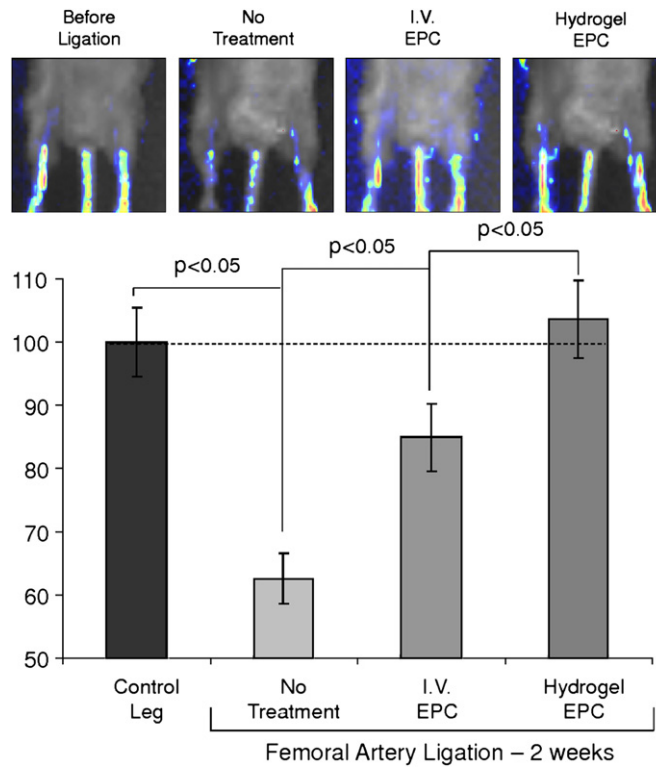 Before
Ligation
No
Treatment
I.V.
EPC
Hydrogel
EPC
p<0.05
p<0.05
p<0.05
110
100
90
80
70
60
50
Control
Leg
No
Treatment
I.V.
EPC
Hydrogel
EPC
Femoral Artery Ligation – 2 weeks